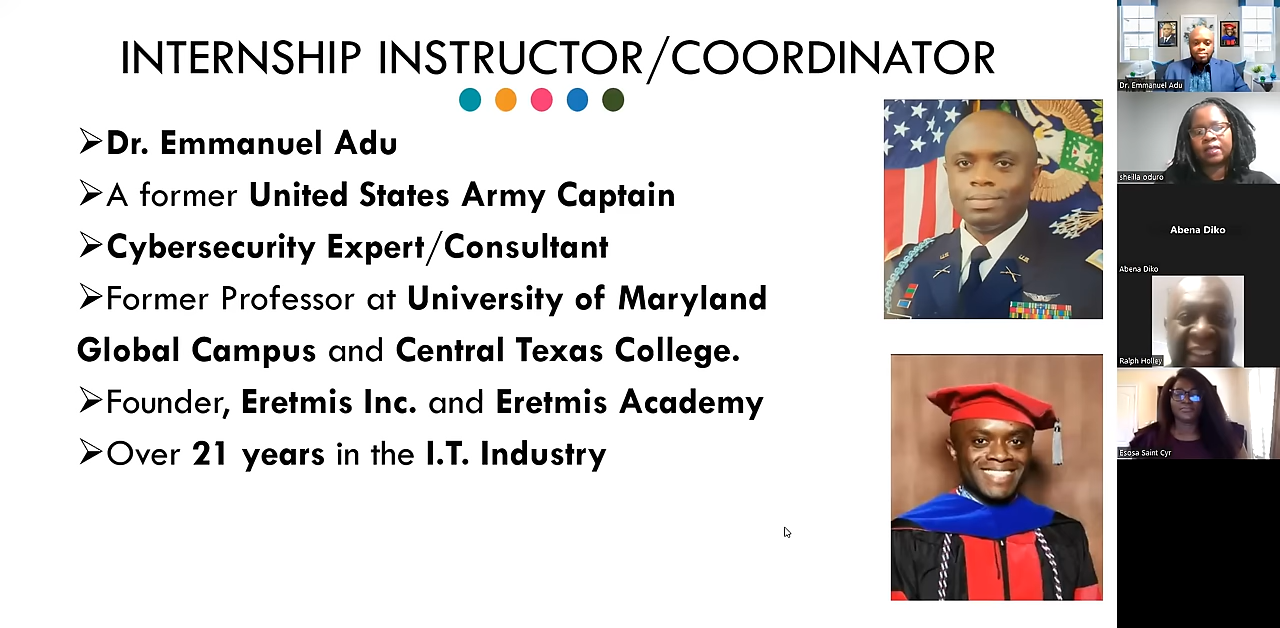 INTERNSHIP INSTRUCTOR/COORDINATOR
➢Dr. Emmanuel Adu
➢A former United States Army Captain
➢Cybersecurity Expert/Consultant
➢Former Professor at University of Maryland
Global Campus and Central Texas College.
➢Founder, Eretmis Inc. and Eretmis Academy
➢Over 21 years in the I.T. Industry
Dr. Emmanuel Adu
sheilla oduro
Abena Diko
Abena Diko
Ralph Holley
Esosa Saint Cyr